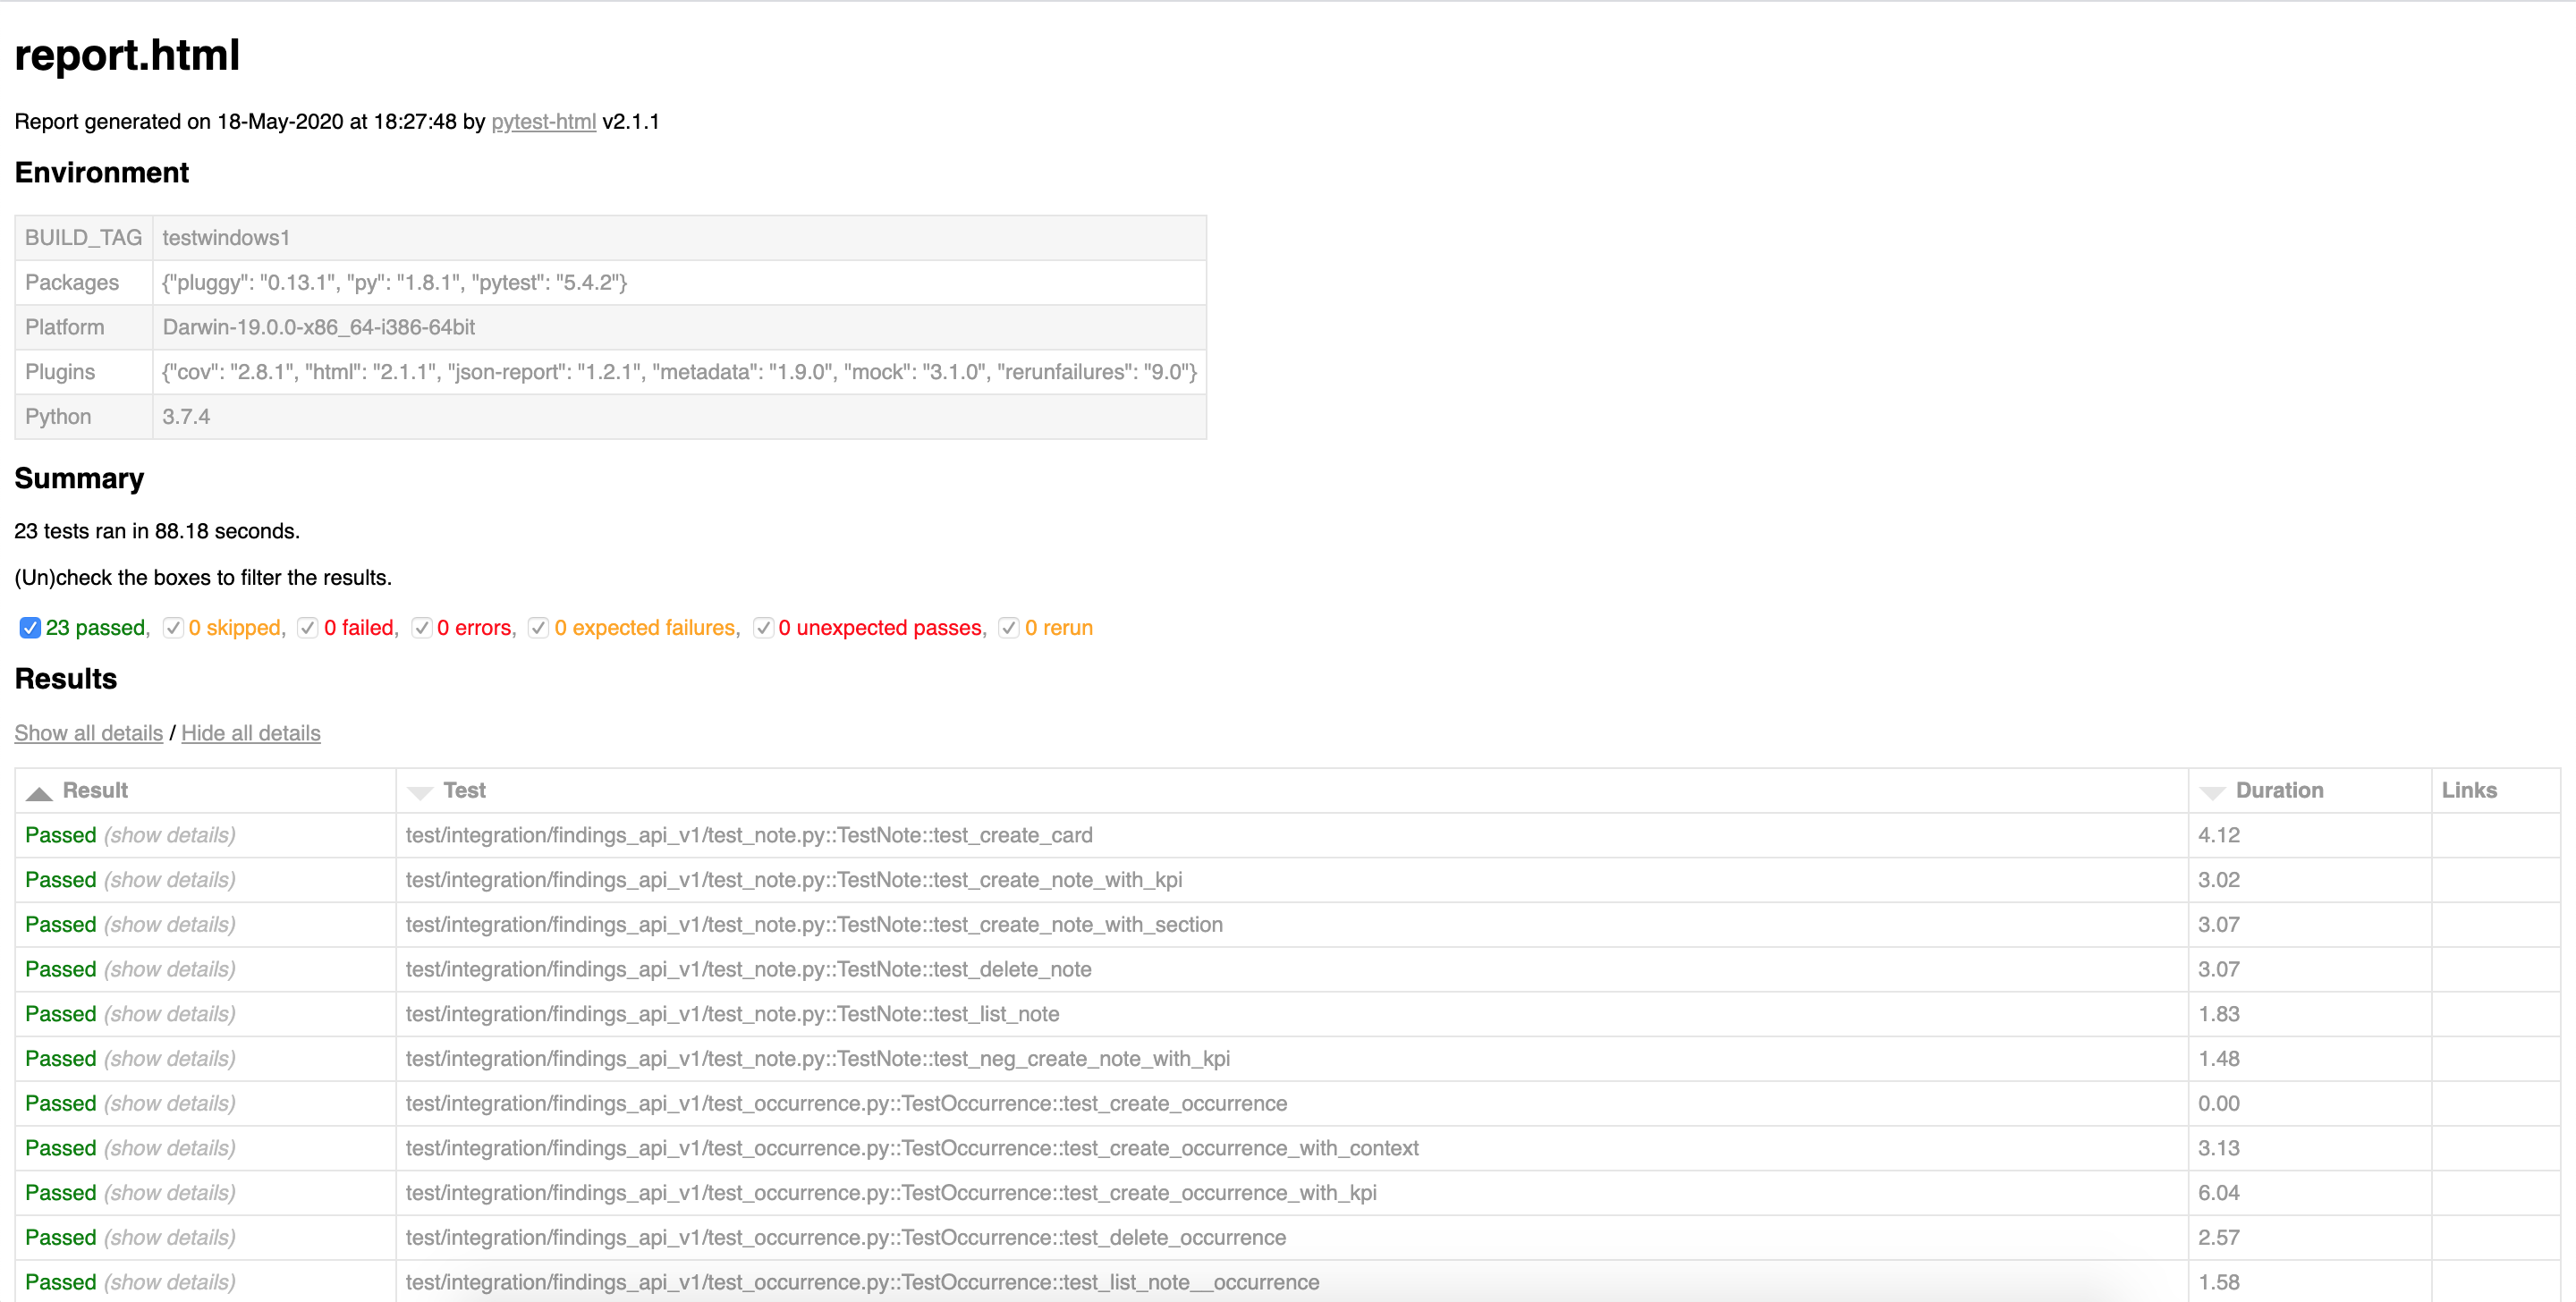 report.html
Report generated on 18-May-2020 at 18:27:48 by pytest-html v2.1.1
Environment
BUILD_TAG testwindows1
Packages {"pluggy": "0.13.1", "py": "1.8.1", "pytest": "5.4.2"}
Platform Darwin-19.0.0-x86_64-i386-64bit
Plugins {"cov": "2.8.1", "html": "2.1.1", "json-report": "1.2.1", "metadata": "1.9.0", "mock": "3.1.0", "rerunfailures": "9.0"}
Python 3.7.4
Summary
23 tests ran in 88.18 seconds.
(Un)check the boxes to filter the results.
23 passed, 0 skipped, 0 failed, 0 errors, 0 expected failures, 0 unexpected passes, 0 rerun
Results
Show all details / Hide all details
Result Test Duration Links
Passed (show details) test/integration/findings_api_v1/test_note.py::TestNote::test_create_card 4.12
Passed (show details) test/integration/findings_api_v1/test_note.py::TestNote::test_create_note_with_kpi 3.02
Passed (show details) test/integration/findings_api_v1/test_note.py::TestNote::test_create_note_with_section 3.07
Passed (show details) test/integration/findings_api_v1/test_note.py::TestNote::test_delete_note 3.07
Passed (show details) test/integration/findings_api_v1/test_note.py::TestNote::test_list_note 1.83
Passed (show details) test/integration/findings_api_v1/test_note.py::TestNote::test_neg_create_note_with_kpi 1.48
Passed (show details) test/integration/findings_api_v1/test_occurrence.py::TestOccurrence::test_create_occurrence 0.00
Passed (show details) test/integration/findings_api_v1/test_occurrence.py::TestOccurrence::test_create_occurrence_with_context 3.13
Passed (show details) test/integration/findings_api_v1/test_occurrence.py::TestOccurrence::test_create_occurrence_with_kpi 6.04
Passed (show details) test/integration/findings_api_v1/test_occurrence.py::TestOccurrence::test_delete_occurrence 2.57
Passed (show details) test/integration/findings_api_v1/test_occurrence.py::TestOccurrence::test_list_note__occurrence 1.58